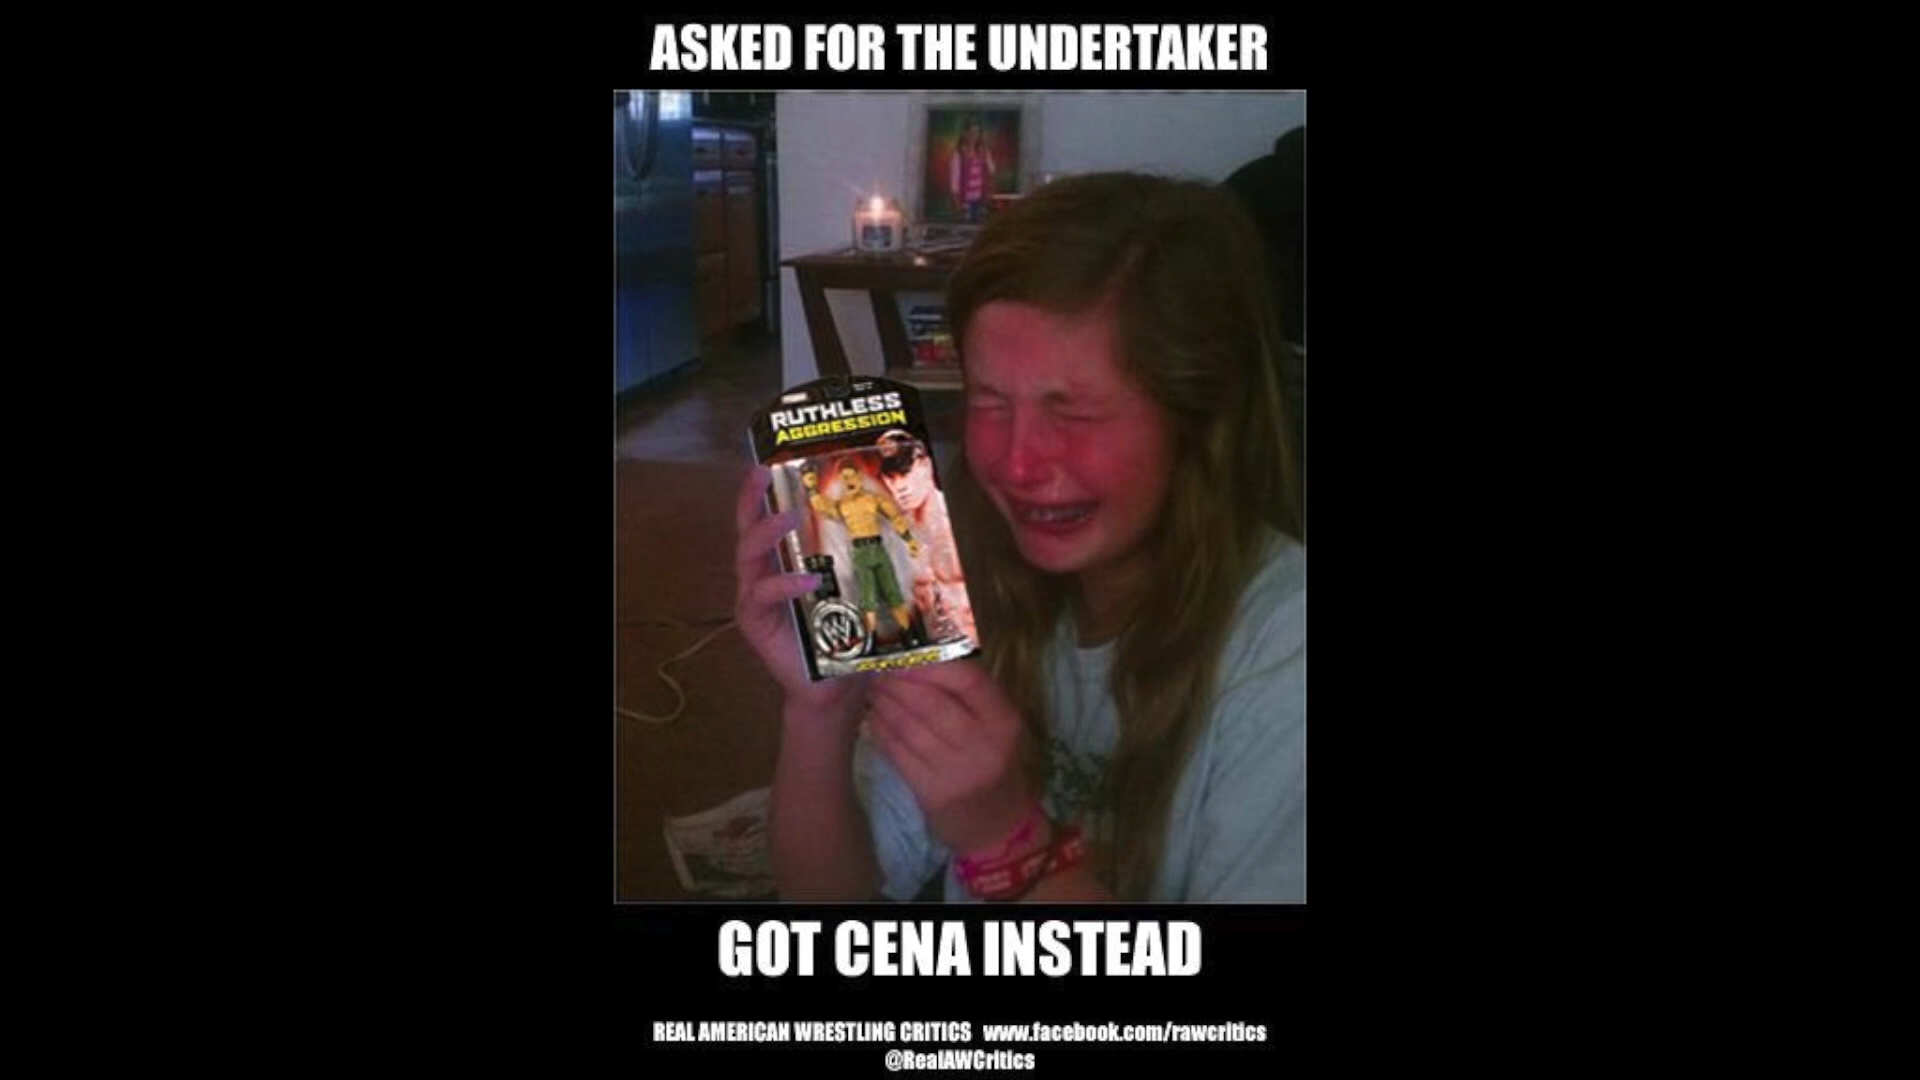 ASKED FOR THE UNDERTAKER
RUTHLESS
AGGRESSION
W
GOT CENA INSTEAD
REAL AMERICAN WRESTLING CRITICS www.facebook.com/rawcritics
@RealAWCritics